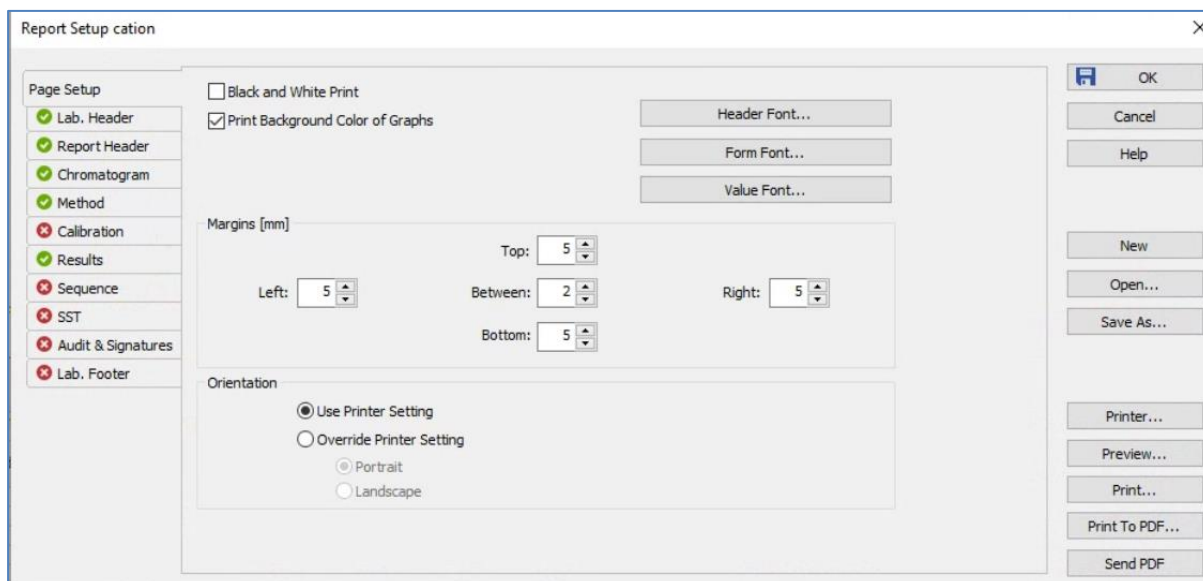 Report Setup cation
Page Setup
Lab. Header
Report Header
Chromatogram
Method
Calibration
Results
Sequence
SST
Audit & Signatures
Lab. Footer
Black and White Print
Print Background Color of Graphs
Header Font...
Form Font...
Value Font...
Margins [mm]
Top: 5
Left: 5 Between: 2 Right: 5
Bottom: 5
Orientation
Use Printer Setting
Override Printer Setting
Portrait
Landscape
OK
Cancel
Help
New
Open...
Save As...
Printer...
Preview...
Print...
Print To PDF...
Send PDF